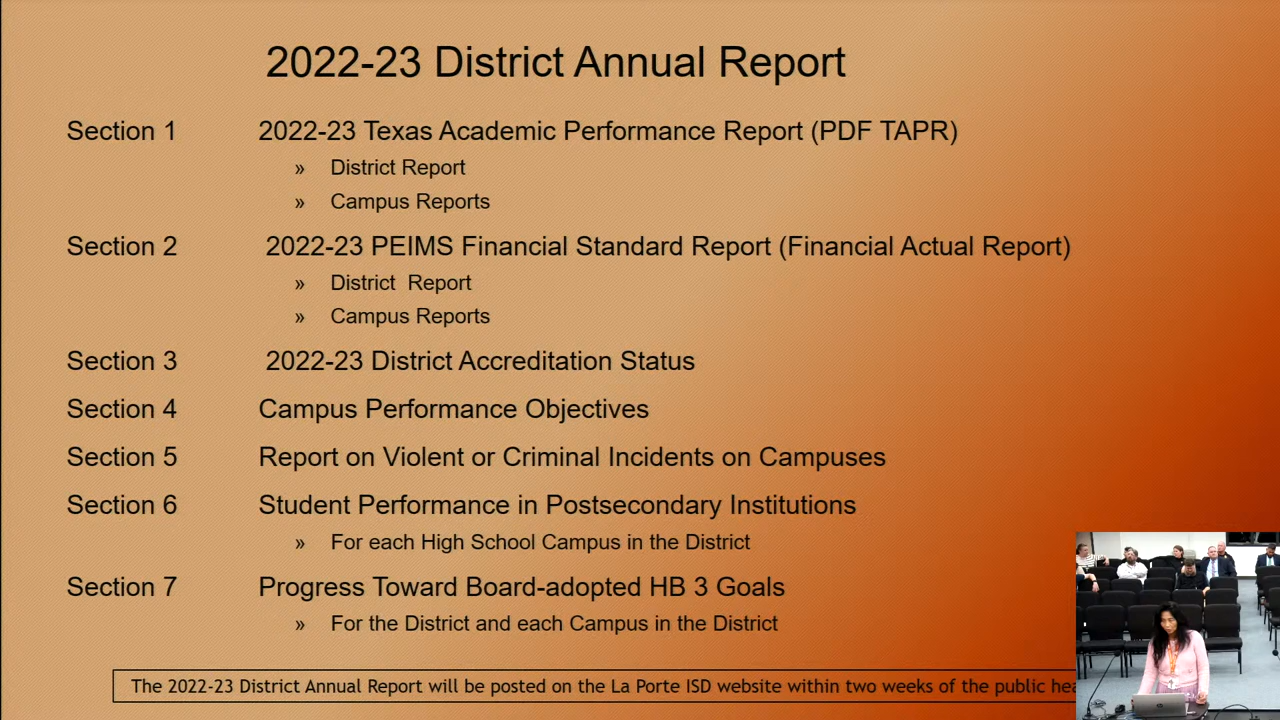 2022-23 District Annual Report
Section 1 2022-23 Texas Academic Performance Report (PDF TAPR)
» District Report
» Campus Reports
Section 2 2022-23 PEIMS Financial Standard Report (Financial Actual Report)
» District Report
» Campus Reports
Section 3 2022-23 District Accreditation Status
Section 4 Campus Performance Objectives
Section 5 Report on Violent or Criminal Incidents on Campuses
Section 6 Student Performance in Postsecondary Institutions
» For each High School Campus in the District
Section 7 Progress Toward Board-adopted HB 3 Goals
» For the District and each Campus in the District
The 2022-23 District Annual Report will be posted on the La Porte ISD website within two weeks of the public